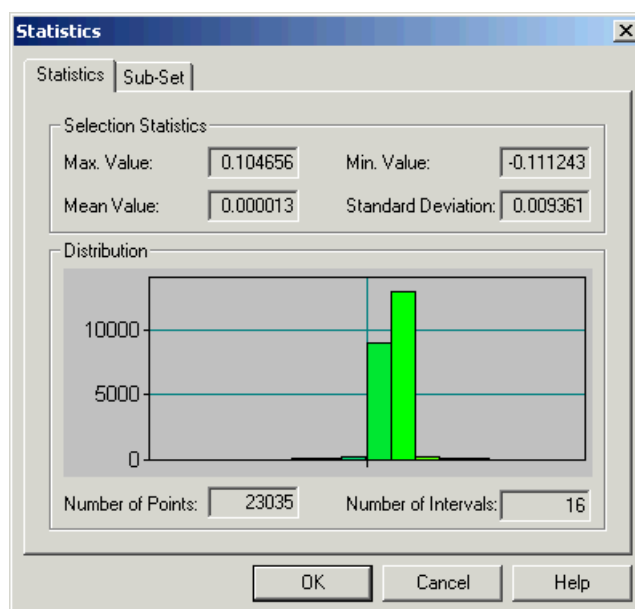 Statistics
Statistics Sub-Set
Selection Statistics
Max. Value: 0.104656 Min. Value: -0.111243
Mean Value: 0.000013 Standard Deviation: 0.009361
Distribution
10000
5000
0
Number of Points: 23035 Number of Intervals: 16
OK Cancel Help